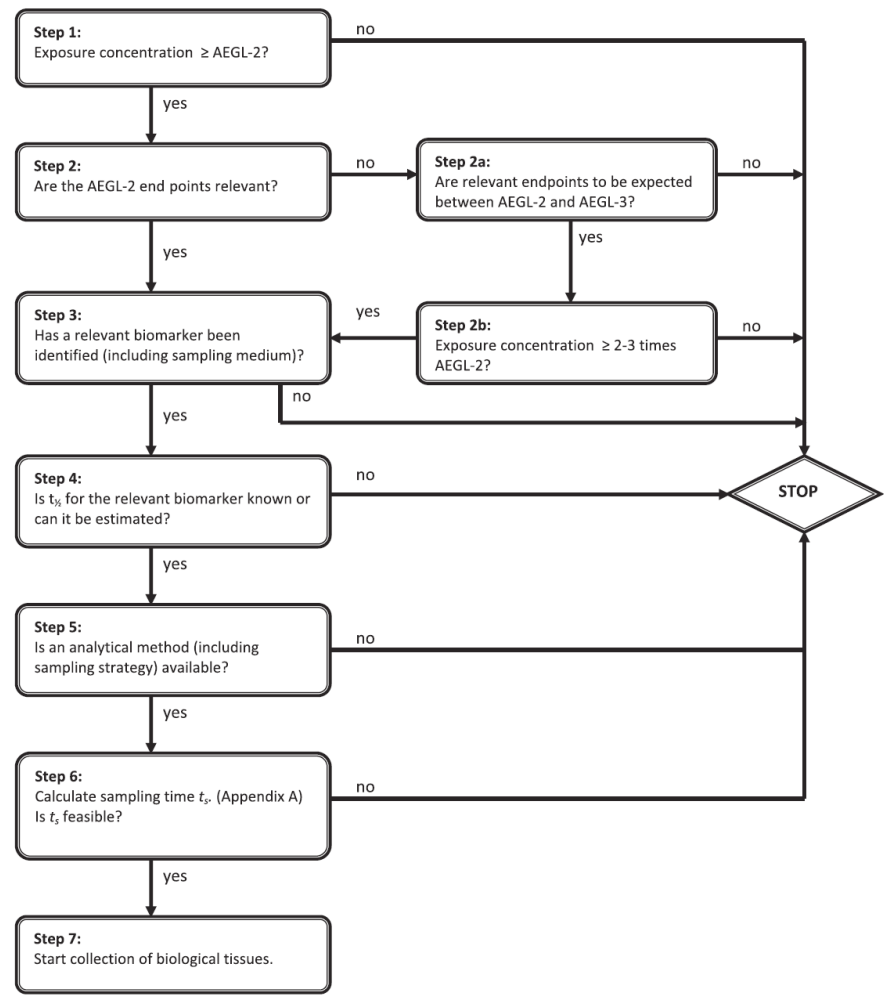 Step 1:
Exposure concentration ≥ AEGL-2?
no
yes
Step 2:
Are the AEGL-2 end points relevant?
no
Step 2a:
Are relevant endpoints to be expected
between AEGL-2 and AEGL-3?
no
yes
yes
Step 3:
Has a relevant biomarker been
identified (including sampling medium)?
yes
Step 2b:
Exposure concentration ≥ 2-3 times
AEGL-2?
no
no
yes
Step 4:
Is t½ for the relevant biomarker known or
can it be estimated?
no
STOP
yes
Step 5:
Is an analytical method (including
sampling strategy) available?
no
yes
Step 6:
Calculate sampling time ts. (Appendix A)
Is ts feasible?
no
yes
Step 7:
Start collection of biological tissues.